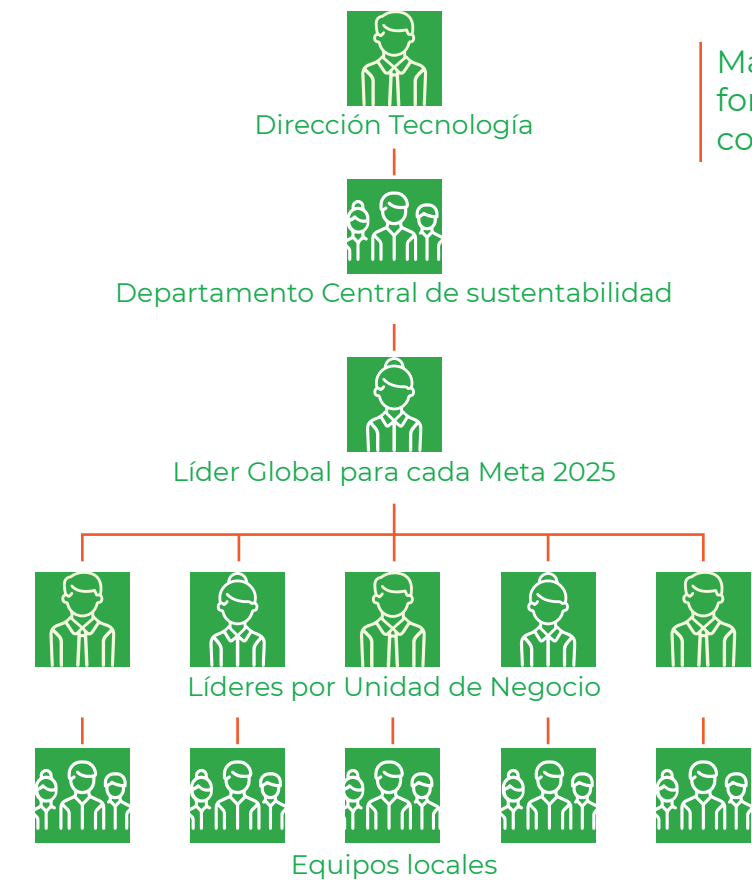 Dirección Tecnología
Departamento Central de sustentabilidad
Líder Global para cada Meta 2025
Líderes por Unidad de Negocio
Equipos locales